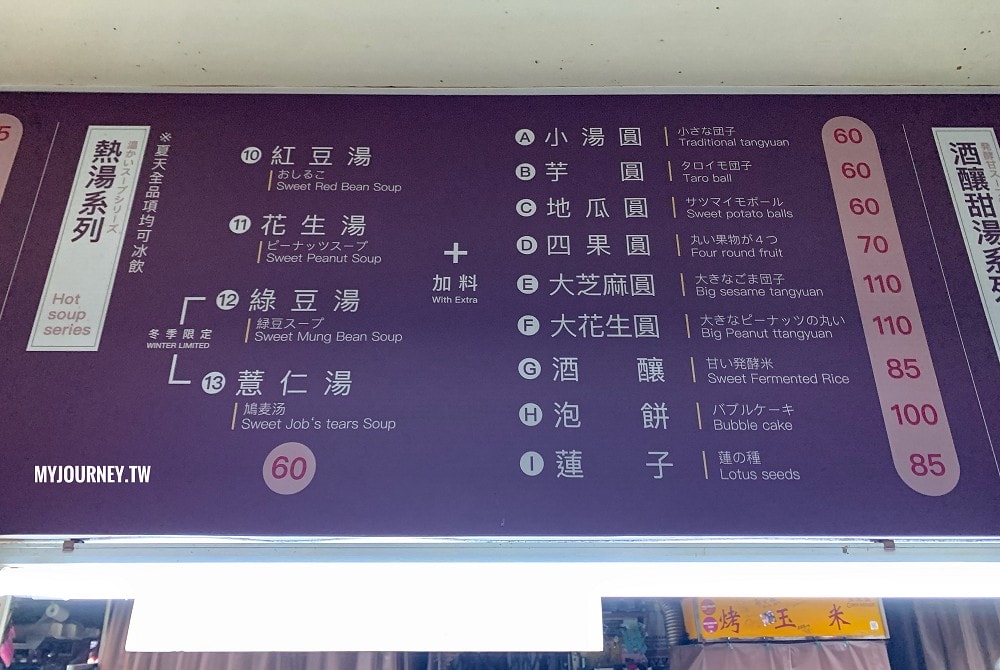 5
熱湯系列
温かいスープシリーズ
Hot
soup
series
※夏天全品項均可冰飲
10 紅豆湯
おしるこ
Sweet Red Bean Soup
11 花生湯
ピーナッツスープ
Sweet Peanut Soup
冬季限定
WINTER LIMITED
12 綠豆湯
緑豆スープ
Sweet Mung Bean Soup
13 薏仁湯
鳩麦汤
Sweet Job's tears Soup
60
+
加料
With Extra
A 小湯圓 小さな団子 60
Traditional tangyuan
B 芋圓 タロイモ団子 60
Taro ball
C 地瓜圓 サツマイモボール 60
Sweet potato balls
D 四果圓 丸い果物が4つ 70
Four round fruit
E 大芝麻圓 大きなごま団子 110
Big sesame tangyuan
F 大花生圓 大きなピーナッツの丸い 110
Big Peanut ttangyuan
G 酒釀 甘い発酵米 85
Sweet Fermented Rice
H 泡餅 バブルケーキ 100
Bubble cake
I 蓮子 蓮の種 85
Lotus seeds
酒釀甜湯系列
MYJOURNEY.TW
烤玉米